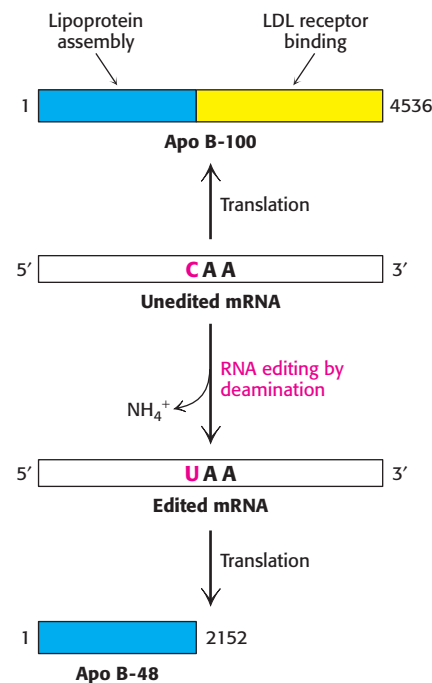 Lipoprotein
assembly
LDL receptor
binding
1
4536
Apo B-100
Translation
5′ CAA 3′
Unedited mRNA
RNA editing by
deamination
NH₄⁺
5′ UAA 3′
Edited mRNA
Translation
1
2152
Apo B-48